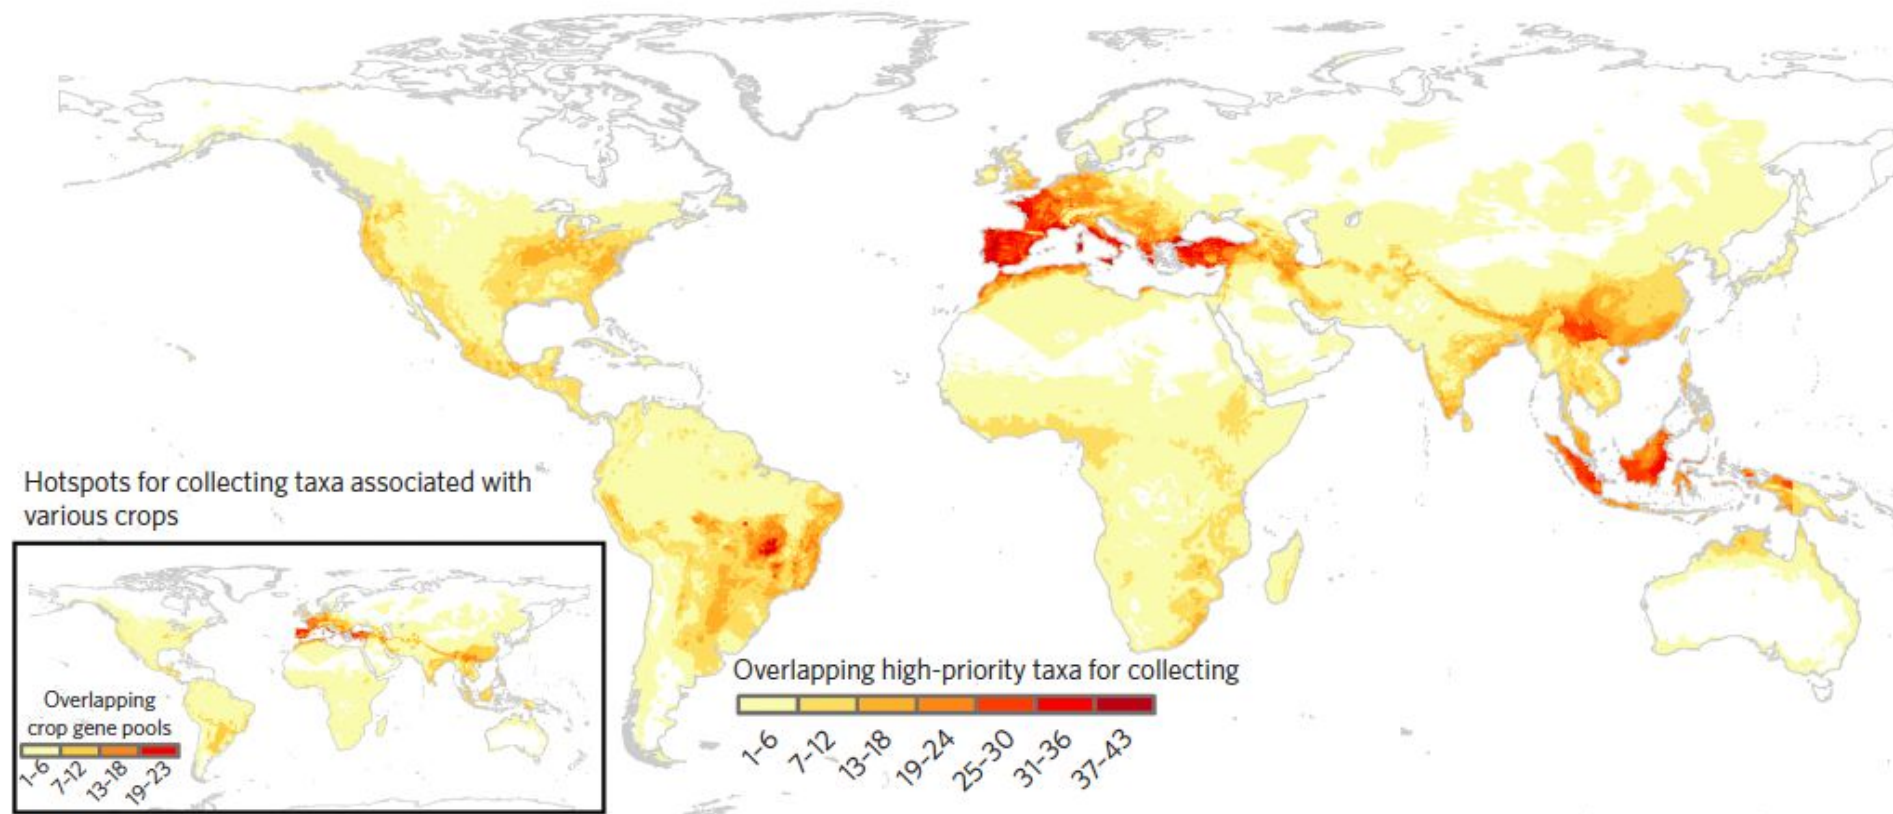 Hotspots for collecting taxa associated with
various crops
Overlapping
crop gene pools
1–6
7–12
13–18
19–23
Overlapping high-priority taxa for collecting
1–6
7–12
13–18
19–24
25–30
31–36
37–43